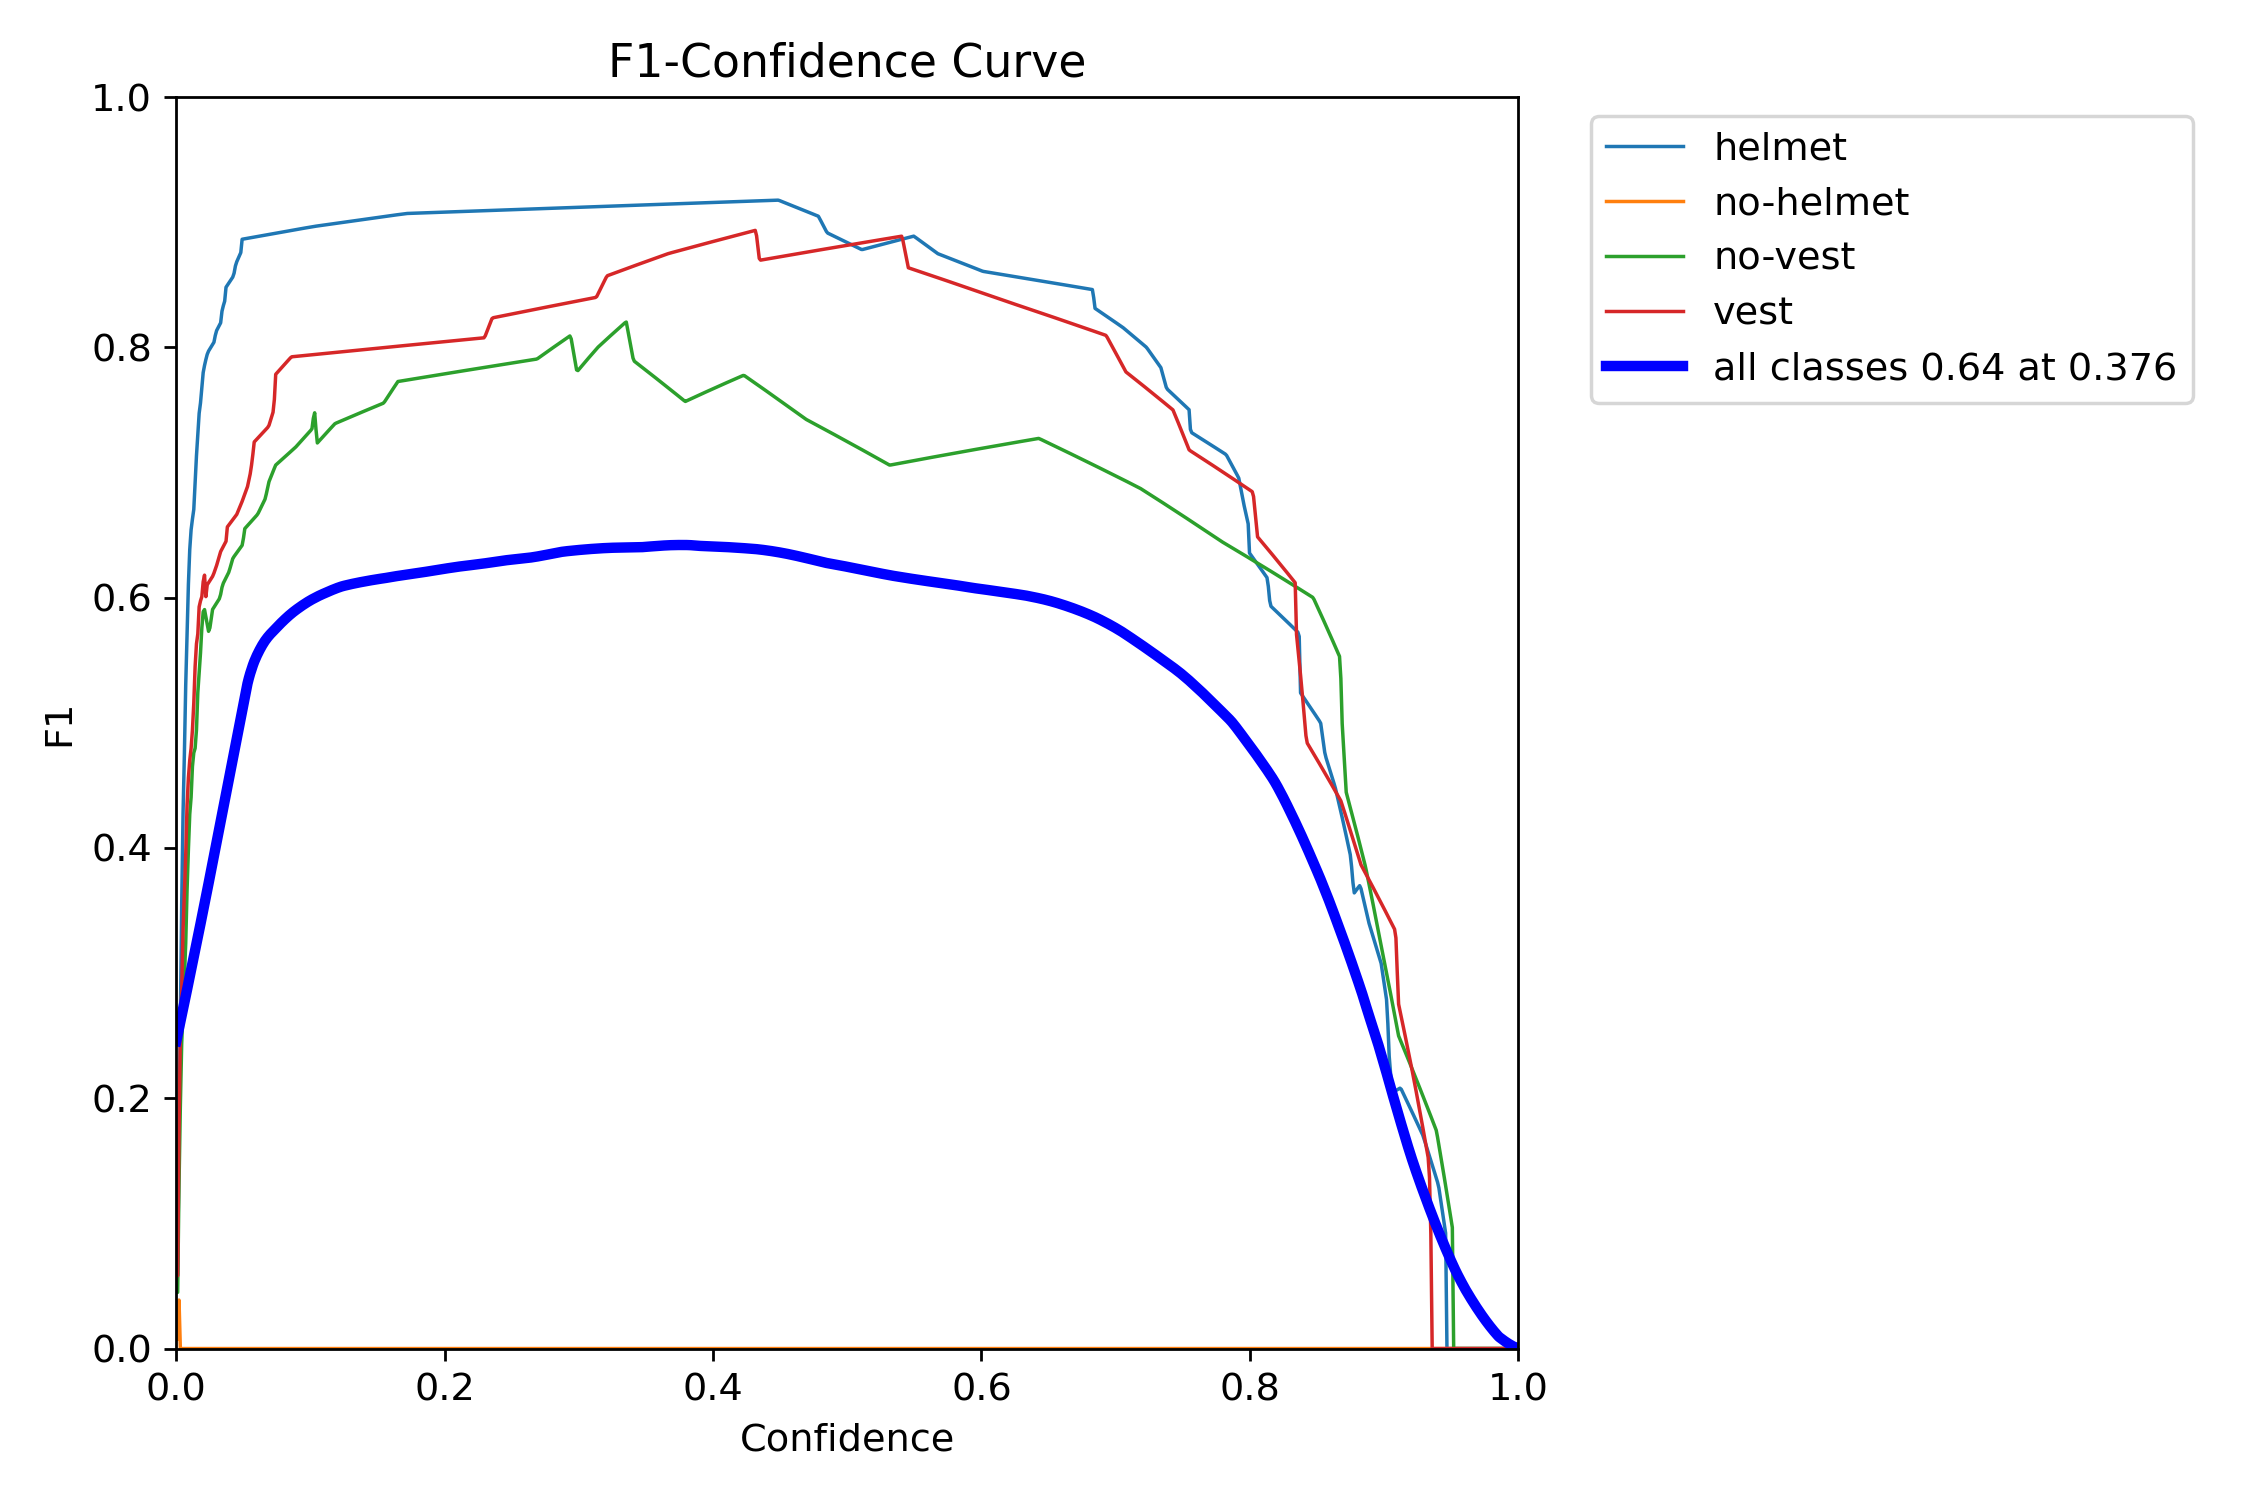 F1-Confidence Curve
1.0
0.8
0.6
0.4
0.2
0.0
F1
0.0 0.2 0.4 0.6 0.8 1.0
Confidence
helmet
no-helmet
no-vest
vest
all classes 0.64 at 0.376